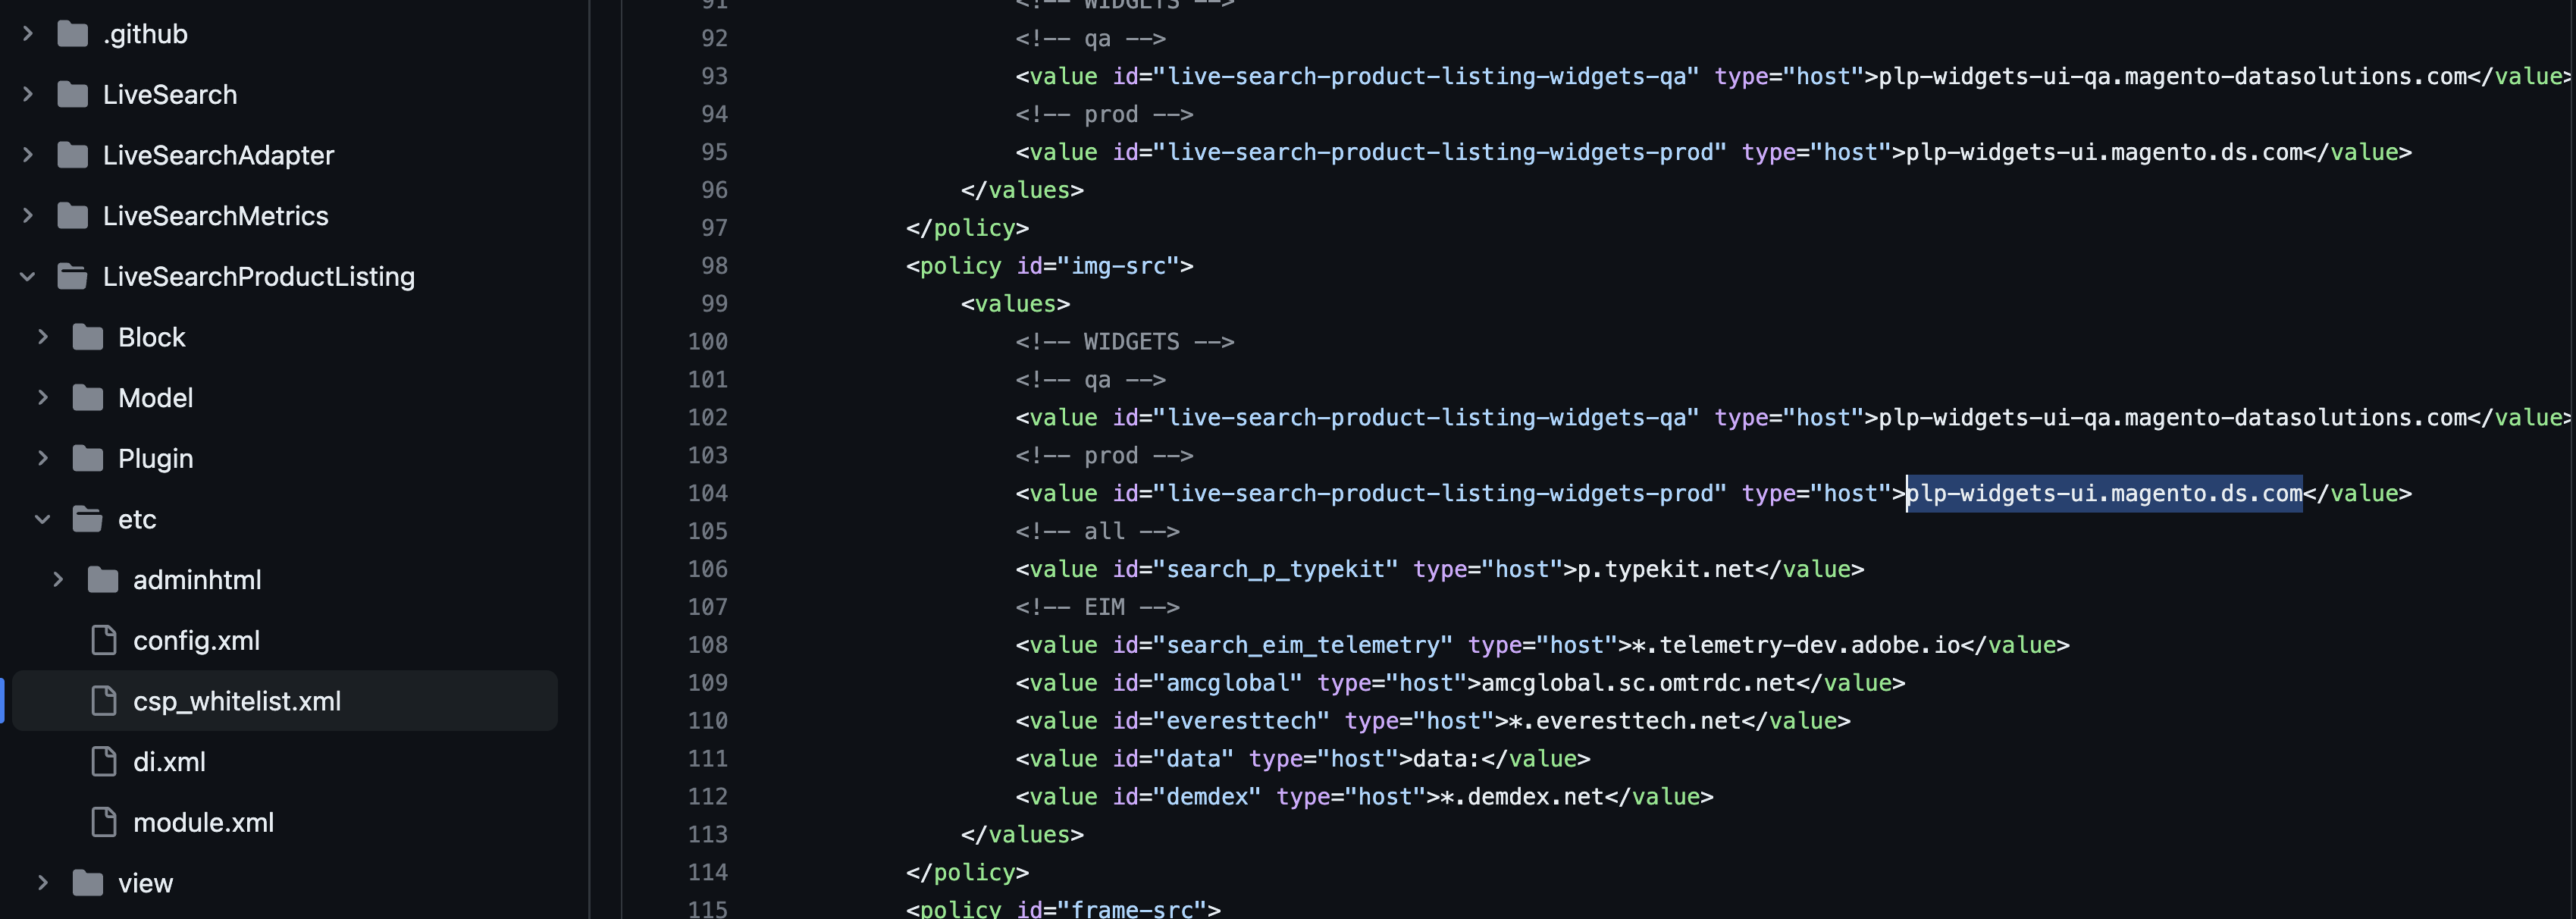 .github
LiveSearch
LiveSearchAdapter
LiveSearchMetrics
LiveSearchProductListing
Block
Model
Plugin
etc
adminhtml
config.xml
csp_whitelist.xml
di.xml
module.xml
view
91 <!-- WIDGETS -->
92 <!-- qa -->
93 <value id="live-search-product-listing-widgets-qa" type="host">plp-widgets-ui-qa.magento-datasolutions.com</value>
94 <!-- prod -->
95 <value id="live-search-product-listing-widgets-prod" type="host">plp-widgets-ui.magento.ds.com</value>
96 </values>
97 </policy>
98 <policy id="img-src">
99 <values>
100 <!-- WIDGETS -->
101 <!-- qa -->
102 <value id="live-search-product-listing-widgets-qa" type="host">plp-widgets-ui-qa.magento-datasolutions.com</value>
103 <!-- prod -->
104 <value id="live-search-product-listing-widgets-prod" type="host">plp-widgets-ui.magento.ds.com</value>
105 <!-- all -->
106 <value id="search_p_typekit" type="host">p.typekit.net</value>
107 <!-- EIM -->
108 <value id="search_eim_telemetry" type="host">*.telemetry-dev.adobe.io</value>
109 <value id="amcglobal" type="host">amcglobal.sc.omtrdc.net</value>
110 <value id="everesttech" type="host">*.everesttech.net</value>
111 <value id="data" type="host">data:</value>
112 <value id="demdex" type="host">*.demdex.net</value>
113 </values>
114 </policy>
115 <policy id="frame-src">